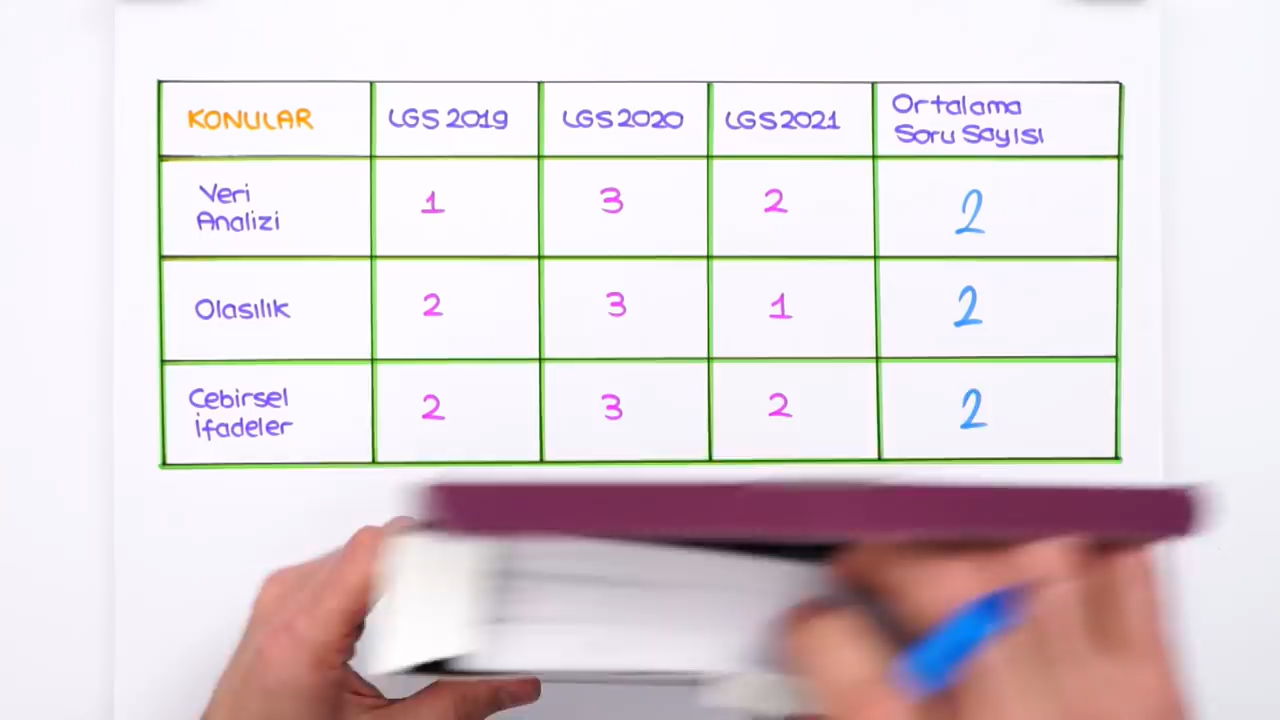 KONULAR LGS 2019 LGS 2020 LGS 2021 Ortalama
Soru Sayısı
Veri
Analizi 1 3 2 2
Olasılık 2 3 1 2
Cebirsel
İfadeler 2 3 2 2